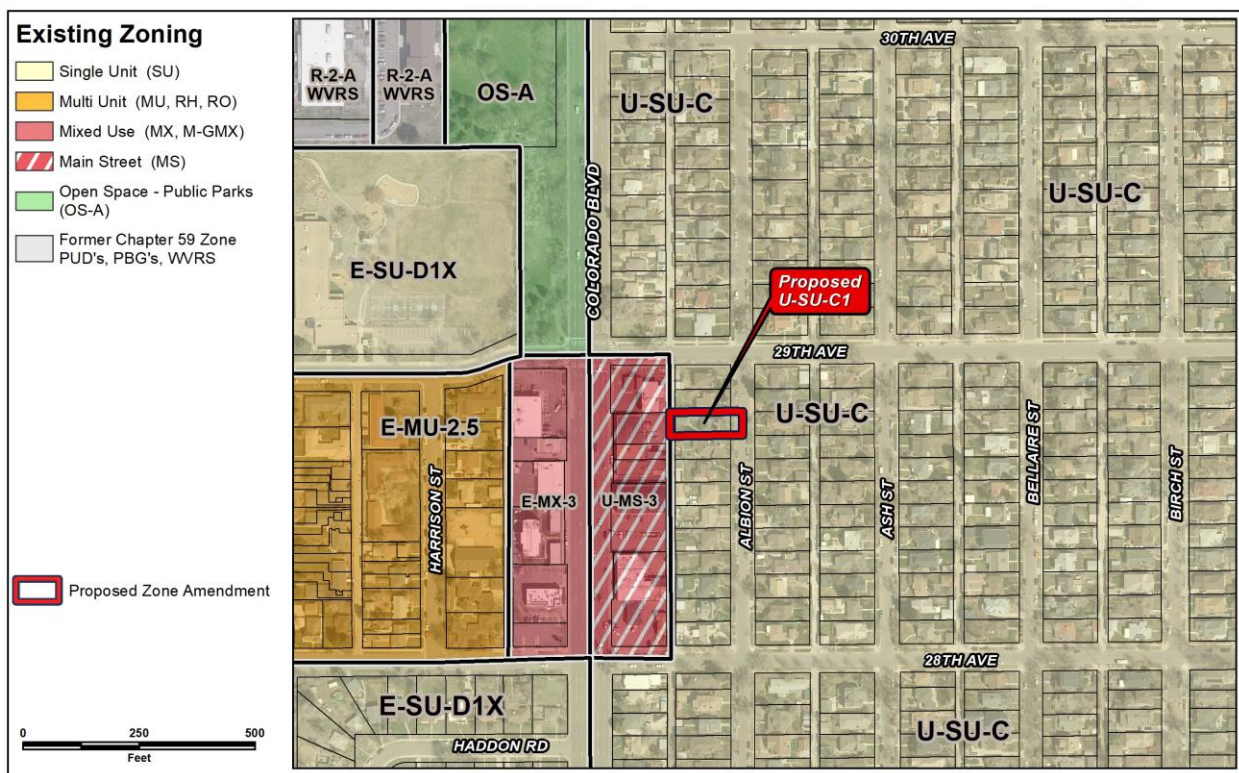 Existing Zoning
Single Unit (SU)
Multi Unit (MU, RH, RO)
Mixed Use (MX, M-GMX)
Main Street (MS)
Open Space - Public Parks
(OS-A)
Former Chapter 59 Zone
PUD's, PBG's, WVRS
Proposed Zone Amendment
0 250 500
Feet
R-2-A
WVRS
R-2-A
WVRS
OS-A
U-SU-C
30TH AVE
U-SU-C
E-SU-D1X
COLORADO BLVD
Proposed
U-SU-C1
29TH AVE
E-MU-2.5
U-SU-C
HARRISON ST
E-MX-3
U-MS-3
ALBION ST
ASH ST
BELLAIRE ST
BIRCH ST
28TH AVE
E-SU-D1X
U-SU-C
HADDON RD